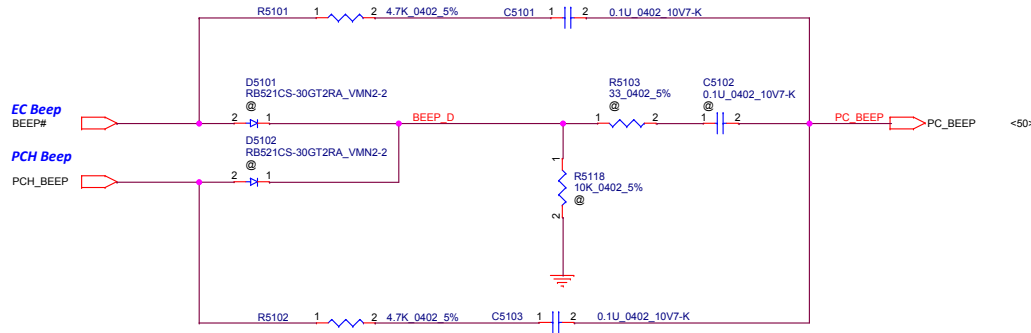 R5101 1 2 4.7K_0402_5% C5101 1 2 0.1U_0402_10V7-K
D5101
RB521CS-30GT2RA_VMN2-2
@
R5103
33_0402_5%
@
C5102
0.1U_0402_10V7-K
@
EC Beep
BEEP#
2 1
BEEP_D
1 2
1 2
PC_BEEP
PC_BEEP
<50>
D5102
RB521CS-30GT2RA_VMN2-2
@
PCH Beep
PCH_BEEP
2 1
1
R5118
10K_0402_5%
@
2
R5102 1 2 4.7K_0402_5% C5103 1 2 0.1U_0402_10V7-K